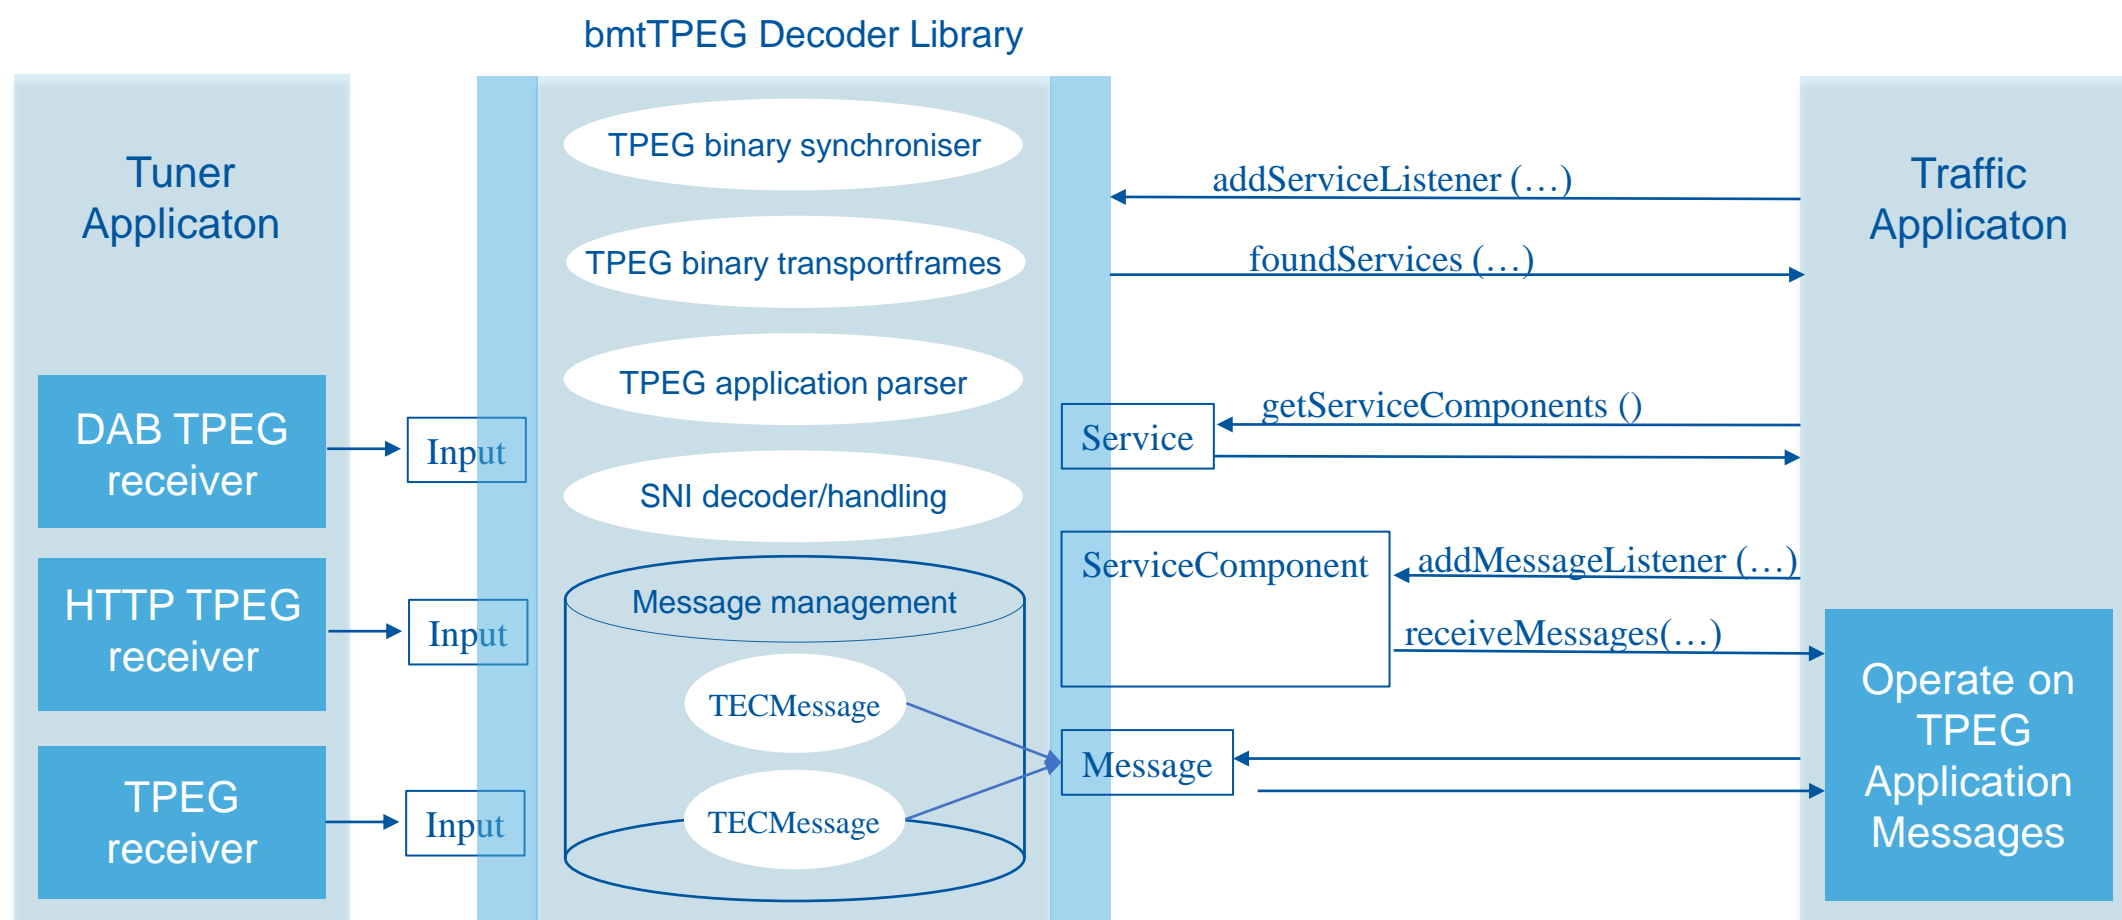 bmtTPEG Decoder Library
Tuner
Applicaton
DAB TPEG
receiver
HTTP TPEG
receiver
TPEG
receiver
Input
Input
Input
TPEG binary synchroniser
TPEG binary transportframes
TPEG application parser
SNI decoder/handling
Message management
TECMessage
TECMessage
Service
ServiceComponent
Message
addServiceListener (…)
foundServices (…)
getServiceComponents ()
addMessageListener (…)
receiveMessages(…)
Traffic
Applicaton
Operate on
TPEG
Application
Messages